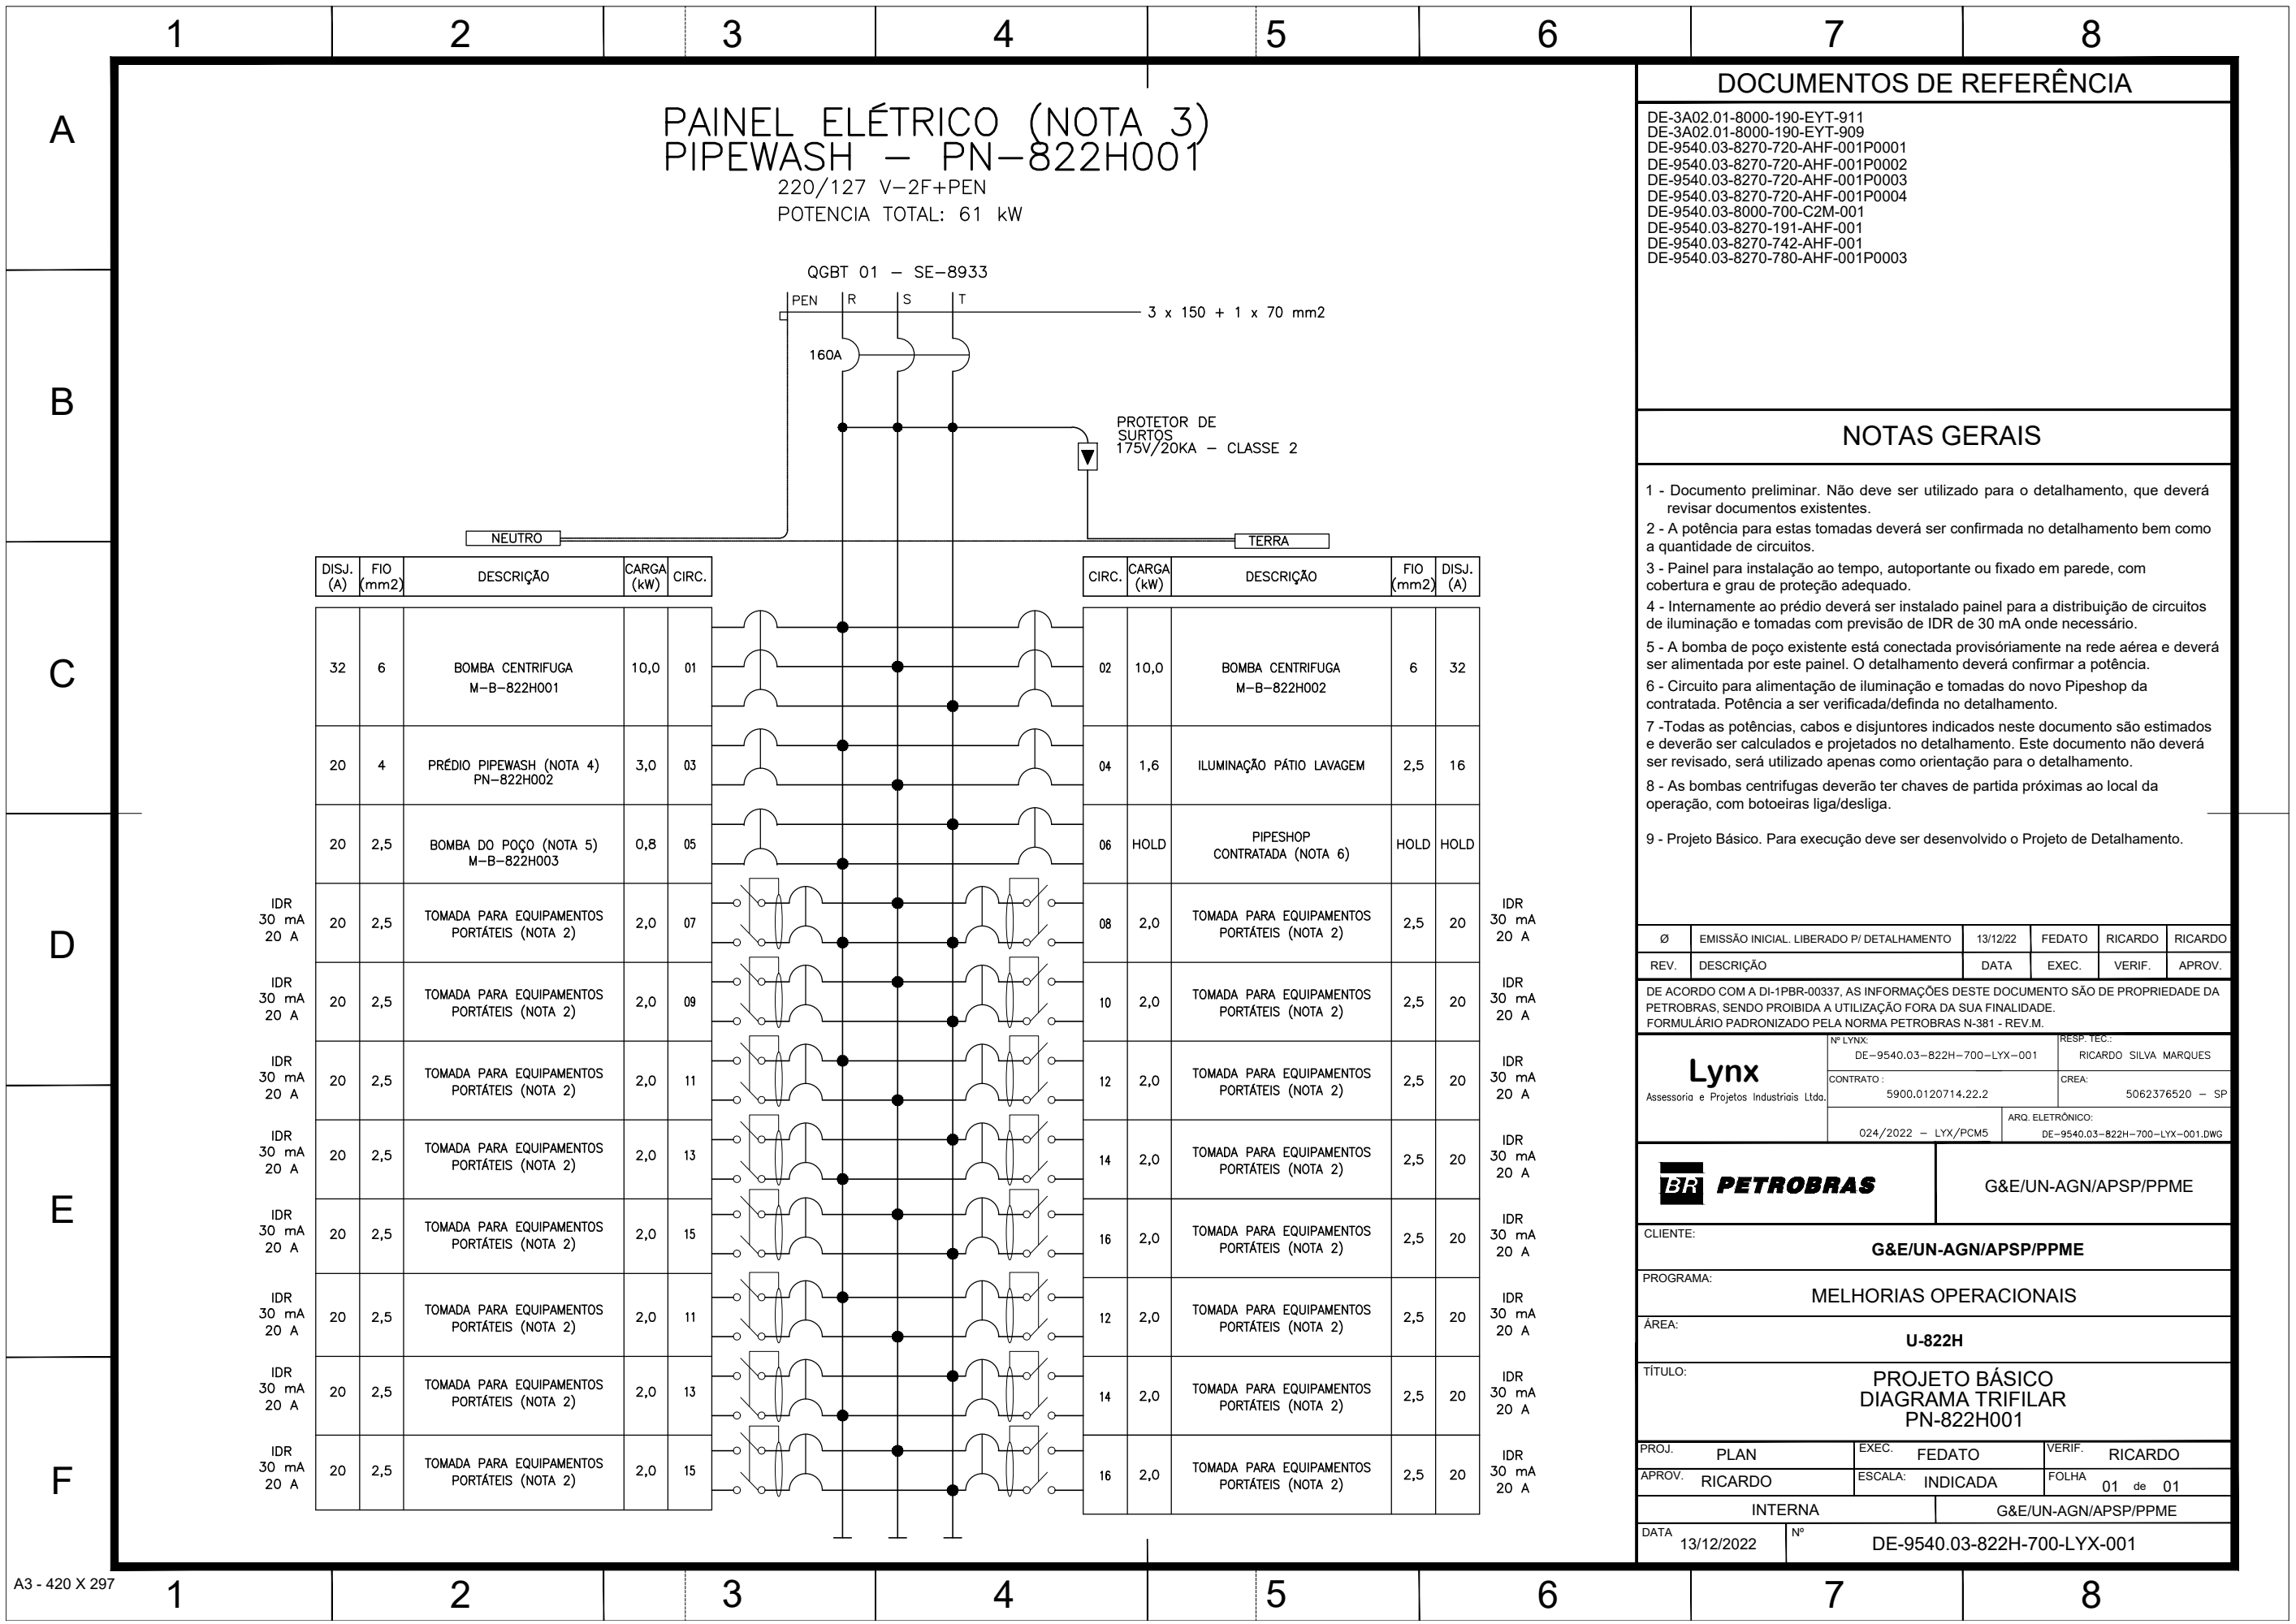 1 2 3 4 5 6 7 8
A
B
C
D
E
F
PAINEL ELÉTRICO (NOTA 3)
PIPEWASH – PN–822H001
220/127 V–2F+PEN
POTENCIA TOTAL: 61 kW
QGBT 01 – SE–8933
PEN R S T
3 x 150 + 1 x 70 mm2
160A
PROTETOR DE
SURTOS
175V/20KA – CLASSE 2
NEUTRO
TERRA
DISJ. (A) FIO (mm2) DESCRIÇÃO CARGA (kW) CIRC.
32 6 BOMBA CENTRIFUGA 10,0 01
M–B–822H001
20 4 PRÉDIO PIPEWASH (NOTA 4) 3,0 03
PN–822H002
20 2,5 BOMBA DO POÇO (NOTA 5) 0,8 05
M–B–822H003
IDR
30 mA
20 A
20 2,5 TOMADA PARA EQUIPAMENTOS 2,0 07
PORTÁTEIS (NOTA 2)
IDR
30 mA
20 A
20 2,5 TOMADA PARA EQUIPAMENTOS 2,0 09
PORTÁTEIS (NOTA 2)
IDR
30 mA
20 A
20 2,5 TOMADA PARA EQUIPAMENTOS 2,0 11
PORTÁTEIS (NOTA 2)
IDR
30 mA
20 A
20 2,5 TOMADA PARA EQUIPAMENTOS 2,0 13
PORTÁTEIS (NOTA 2)
IDR
30 mA
20 A
20 2,5 TOMADA PARA EQUIPAMENTOS 2,0 15
PORTÁTEIS (NOTA 2)
IDR
30 mA
20 A
20 2,5 TOMADA PARA EQUIPAMENTOS 2,0 11
PORTÁTEIS (NOTA 2)
IDR
30 mA
20 A
20 2,5 TOMADA PARA EQUIPAMENTOS 2,0 13
PORTÁTEIS (NOTA 2)
IDR
30 mA
20 A
20 2,5 TOMADA PARA EQUIPAMENTOS 2,0 15
PORTÁTEIS (NOTA 2)
CIRC. CARGA (kW) DESCRIÇÃO FIO (mm2) DISJ. (A)
02 10,0 BOMBA CENTRIFUGA 6 32
M–B–822H002
04 1,6 ILUMINAÇÃO PÁTIO LAVAGEM 2,5 16
06 HOLD PIPESHOP HOLD HOLD
CONTRATADA (NOTA 6)
08 2,0 TOMADA PARA EQUIPAMENTOS 2,5 20
PORTÁTEIS (NOTA 2)
IDR
30 mA
20 A
10 2,0 TOMADA PARA EQUIPAMENTOS 2,5 20
PORTÁTEIS (NOTA 2)
IDR
30 mA
20 A
12 2,0 TOMADA PARA EQUIPAMENTOS 2,5 20
PORTÁTEIS (NOTA 2)
IDR
30 mA
20 A
14 2,0 TOMADA PARA EQUIPAMENTOS 2,5 20
PORTÁTEIS (NOTA 2)
IDR
30 mA
20 A
16 2,0 TOMADA PARA EQUIPAMENTOS 2,5 20
PORTÁTEIS (NOTA 2)
IDR
30 mA
20 A
12 2,0 TOMADA PARA EQUIPAMENTOS 2,5 20
PORTÁTEIS (NOTA 2)
IDR
30 mA
20 A
14 2,0 TOMADA PARA EQUIPAMENTOS 2,5 20
PORTÁTEIS (NOTA 2)
IDR
30 mA
20 A
16 2,0 TOMADA PARA EQUIPAMENTOS 2,5 20
PORTÁTEIS (NOTA 2)
IDR
30 mA
20 A
DOCUMENTOS DE REFERÊNCIA
DE-3A02.01-8000-190-EYT-911
DE-3A02.01-8000-190-EYT-909
DE-9540.03-8270-720-AHF-001P0001
DE-9540.03-8270-720-AHF-001P0002
DE-9540.03-8270-720-AHF-001P0003
DE-9540.03-8270-720-AHF-001P0004
DE-9540.03-8000-700-C2M-001
DE-9540.03-8270-191-AHF-001
DE-9540.03-8270-742-AHF-001
DE-9540.03-8270-780-AHF-001P0003
NOTAS GERAIS
1 - Documento preliminar. Não deve ser utilizado para o detalhamento, que deverá
revisar documentos existentes.
2 - A potência para estas tomadas deverá ser confirmada no detalhamento bem como
a quantidade de circuitos.
3 - Painel para instalação ao tempo, autoportante ou fixado em parede, com
cobertura e grau de proteção adequado.
4 - Internamente ao prédio deverá ser instalado painel para a distribuição de circuitos
de iluminação e tomadas com previsão de IDR de 30 mA onde necessário.
5 - A bomba de poço existente está conectada provisóriamente na rede aérea e deverá
ser alimentada por este painel. O detalhamento deverá confirmar a potência.
6 - Circuito para alimentação de iluminação e tomadas do novo Pipeshop da
contratada. Potência a ser verificada/definda no detalhamento.
7 -Todas as potências, cabos e disjuntores indicados neste documento são estimados
e deverão ser calculados e projetados no detalhamento. Este documento não deverá
ser revisado, será utilizado apenas como orientação para o detalhamento.
8 - As bombas centrifugas deverão ter chaves de partida próximas ao local da
operação, com botoeiras liga/desliga.
9 - Projeto Básico. Para execução deve ser desenvolvido o Projeto de Detalhamento.
Ø EMISSÃO INICIAL. LIBERADO P/ DETALHAMENTO 13/12/22 FEDATO RICARDO RICARDO
REV. DESCRIÇÃO DATA EXEC. VERIF. APROV.
DE ACORDO COM A DI-1PBR-00337, AS INFORMAÇÕES DESTE DOCUMENTO SÃO DE PROPRIEDADE DA
PETROBRAS, SENDO PROIBIDA A UTILIZAÇÃO FORA DA SUA FINALIDADE.
FORMULÁRIO PADRONIZADO PELA NORMA PETROBRAS N-381 - REV.M.
Lynx
Assessoria e Projetos Industriais Ltda.
Nº LYNX:
DE–9540.03–822H–700–LYX–001
RESP. TEC.:
RICARDO SILVA MARQUES
CONTRATO :
5900.0120714.22.2
CREA:
5062376520 – SP
024/2022 – LYX/PCM5
ARQ. ELETRÔNICO:
DE–9540.03–822H–700–LYX–001.DWG
BR PETROBRAS
G&E/UN-AGN/APSP/PPME
CLIENTE:
G&E/UN-AGN/APSP/PPME
PROGRAMA:
MELHORIAS OPERACIONAIS
ÁREA:
U-822H
TÍTULO:
PROJETO BÁSICO
DIAGRAMA TRIFILAR
PN-822H001
PROJ. PLAN EXEC. FEDATO VERIF. RICARDO
APROV. RICARDO ESCALA: INDICADA FOLHA 01 de 01
INTERNA G&E/UN-AGN/APSP/PPME
DATA 13/12/2022 Nº DE-9540.03-822H-700-LYX-001
A3 - 420 X 297
1 2 3 4 5 6 7 8